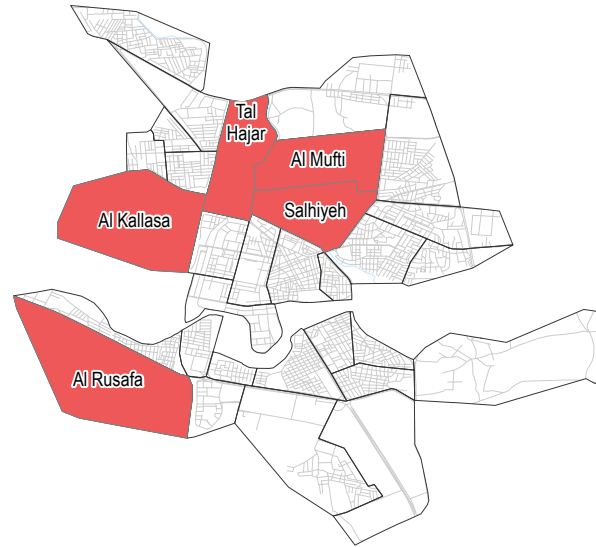 Tal
Hajar
Al Mufti
Al Kallasa
Salhiyeh
Al Rusafa